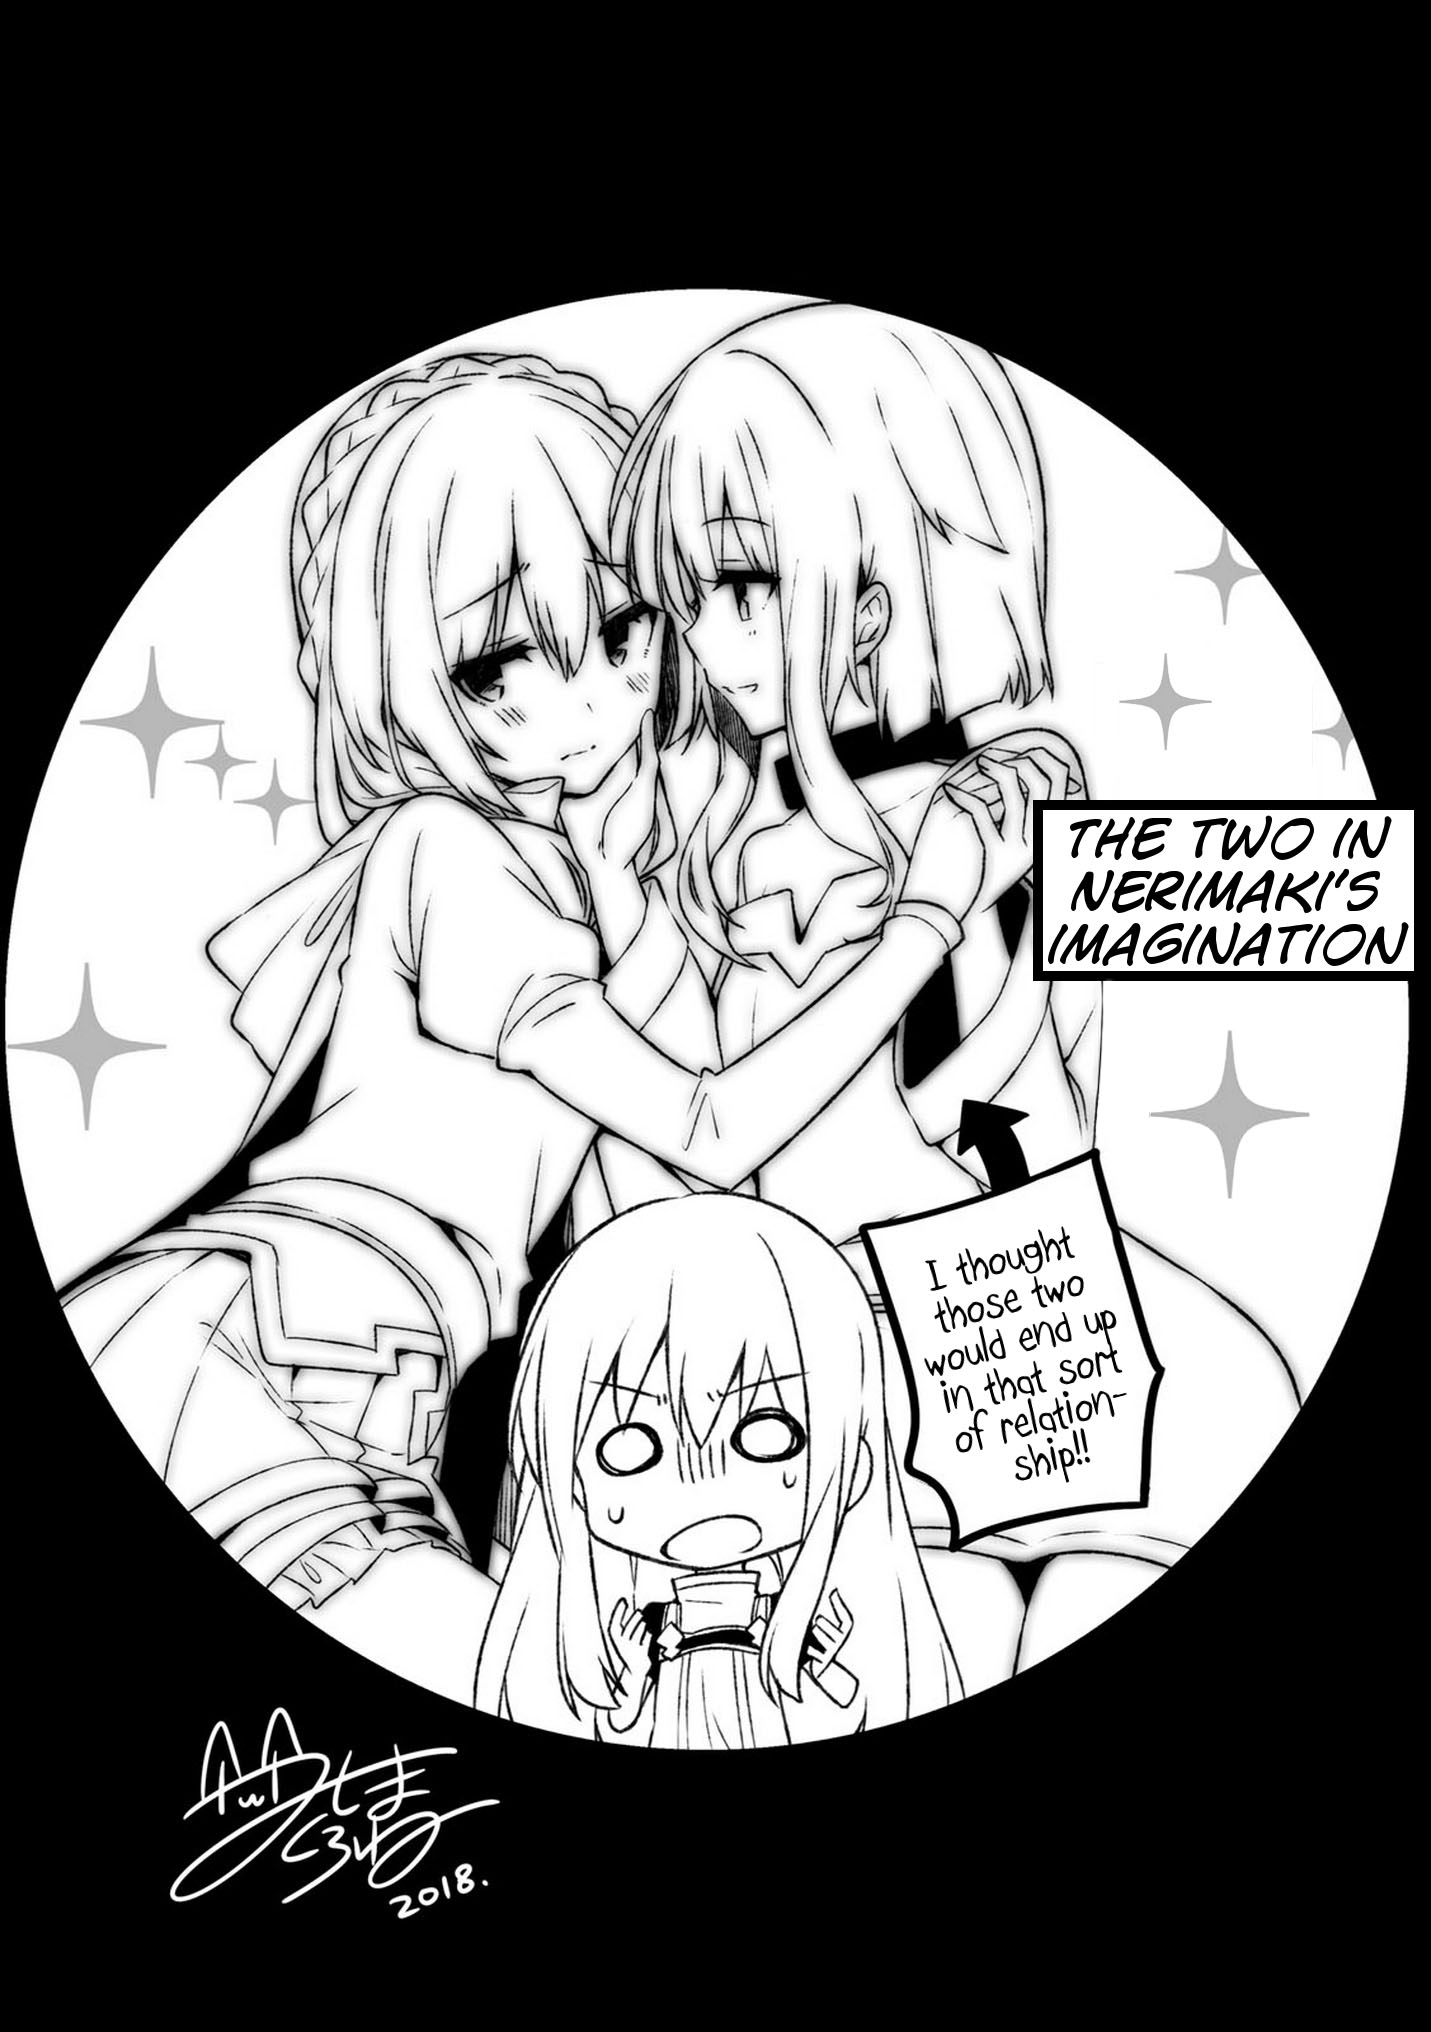 THE TWO IN
NERIMAKI'S
IMAGINATION
I thought
those two
would end up
in that sort
of relation-
ship!!
2018.